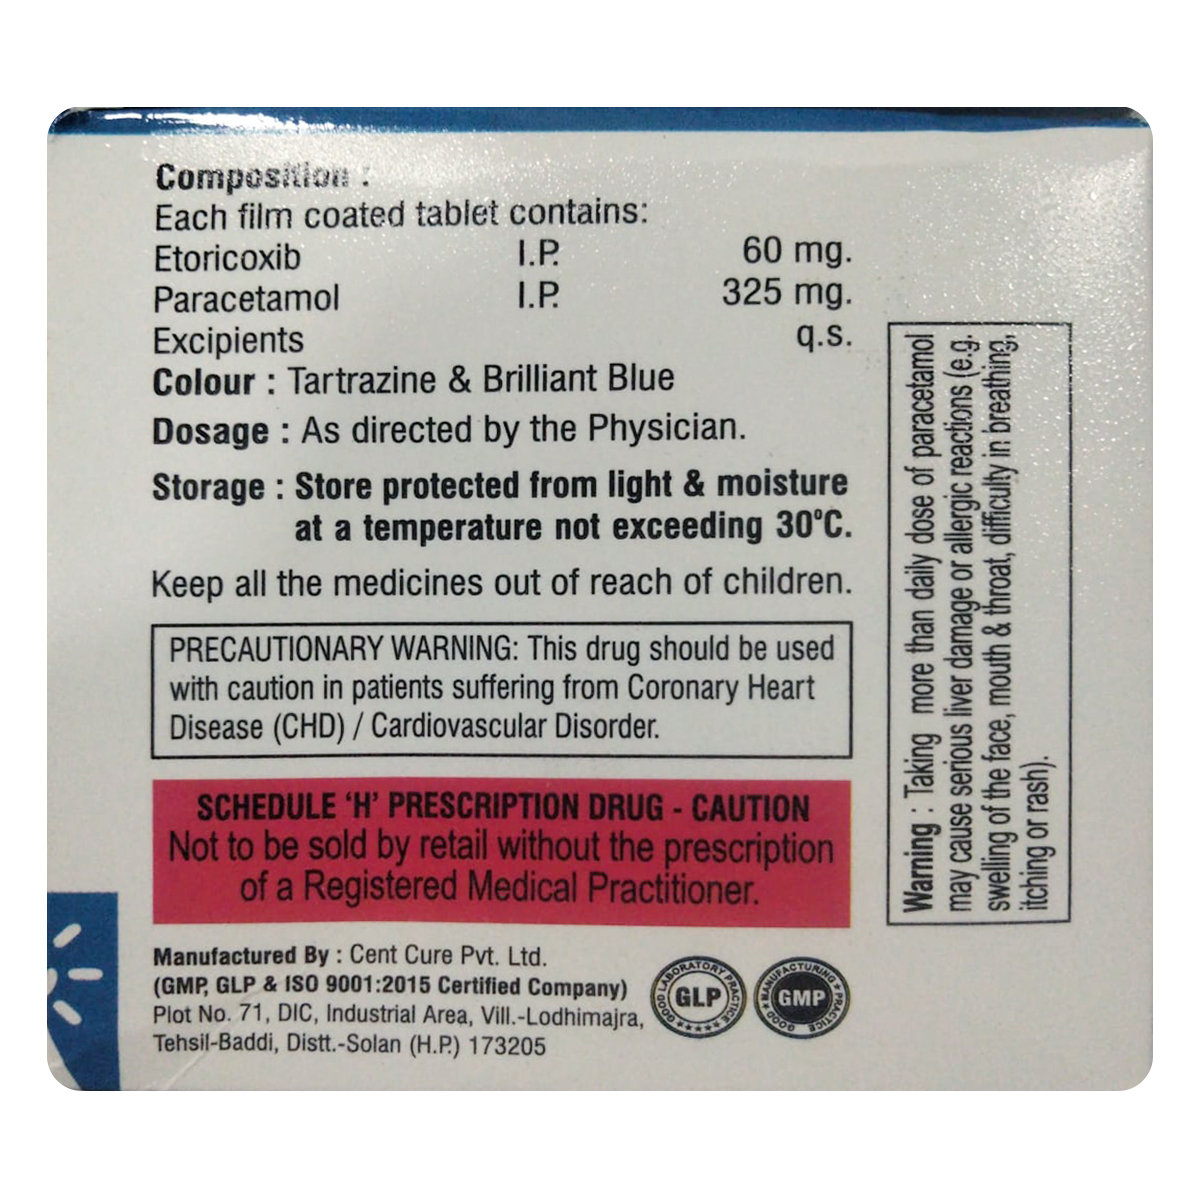 Composition :
Each film coated tablet contains:
Etoricoxib I.P. 60 mg.
Paracetamol I.P. 325 mg.
Excipients q.s.
Colour : Tartrazine & Brilliant Blue
Dosage : As directed by the Physician.
Storage : Store protected from light & moisture
at a temperature not exceeding 30°C.
Keep all the medicines out of reach of children.
PRECAUTIONARY WARNING: This drug should be used
with caution in patients suffering from Coronary Heart
Disease (CHD) / Cardiovascular Disorder.
SCHEDULE 'H' PRESCRIPTION DRUG - CAUTION
Not to be sold by retail without the prescription
of a Registered Medical Practitioner.
Manufactured By : Cent Cure Pvt. Ltd.
(GMP, GLP & ISO 9001:2015 Certified Company)
Plot No. 71, DIC, Industrial Area, Vill.-Lodhimajra,
Tehsil-Baddi, Distt.-Solan (H.P.) 173205
GOOD LABORATORY PRACTICE
GLP
GOOD MANUFACTURING PRACTICE
GMP
Warning : Taking more than daily dose of paracetamol
may cause serious liver damage or allergic reactions (e.g.
swelling of the face, mouth & throat, difficulty in breathing,
itching or rash).